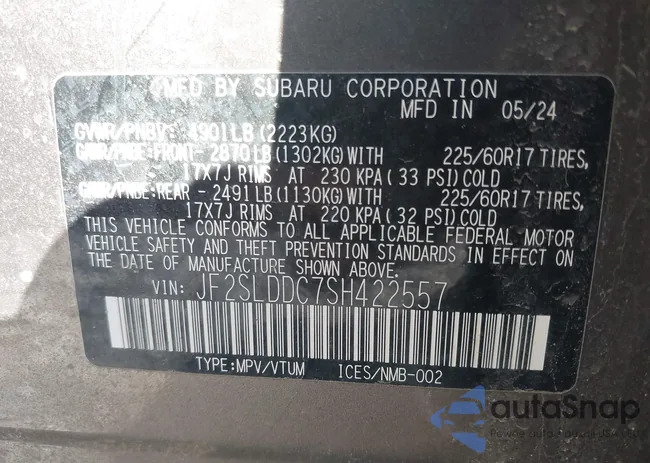 MFD BY SUBARU CORPORATION
MFD IN 05/24
GVWR/PNBV: 4901LB (2223KG)
GAWR/PNBE:FRONT- 2870LB (1302KG)WITH 225/60R17 TIRES,
17X7J RIMS AT 230 KPA (33 PSI)COLD
GAWR/PNBE:REAR - 2491LB (1130KG)WITH 225/60R17 TIRES,
17X7J RIMS AT 220 KPA (32 PSI)COLD
THIS VEHICLE CONFORMS TO ALL APPLICABLE FEDERAL MOTOR
VEHICLE SAFETY AND THEFT PREVENTION STANDARDS IN EFFECT ON
THE DATE OF MANUFACTURE SHOWN ABOVE.
VIN: JF2SLDDC7SH422557
TYPE:MPV/VTUM ICES/NMB-002
autoSnap
Pewne auto